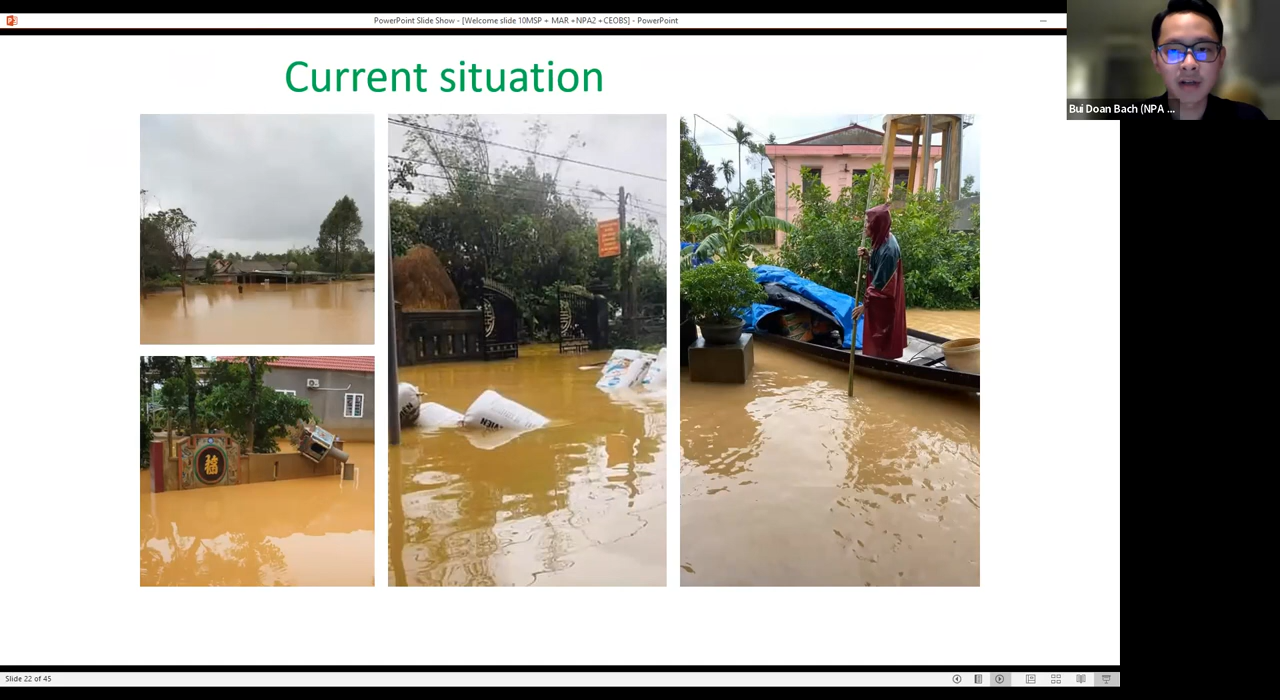 PowerPoint Slide Show - [Welcome slide 10MSP + MAR +NPA2 +CEOBS] - PowerPoint
Bui Doan Bach (NPA ...
Current situation
VIEN
Slide 22 of 45